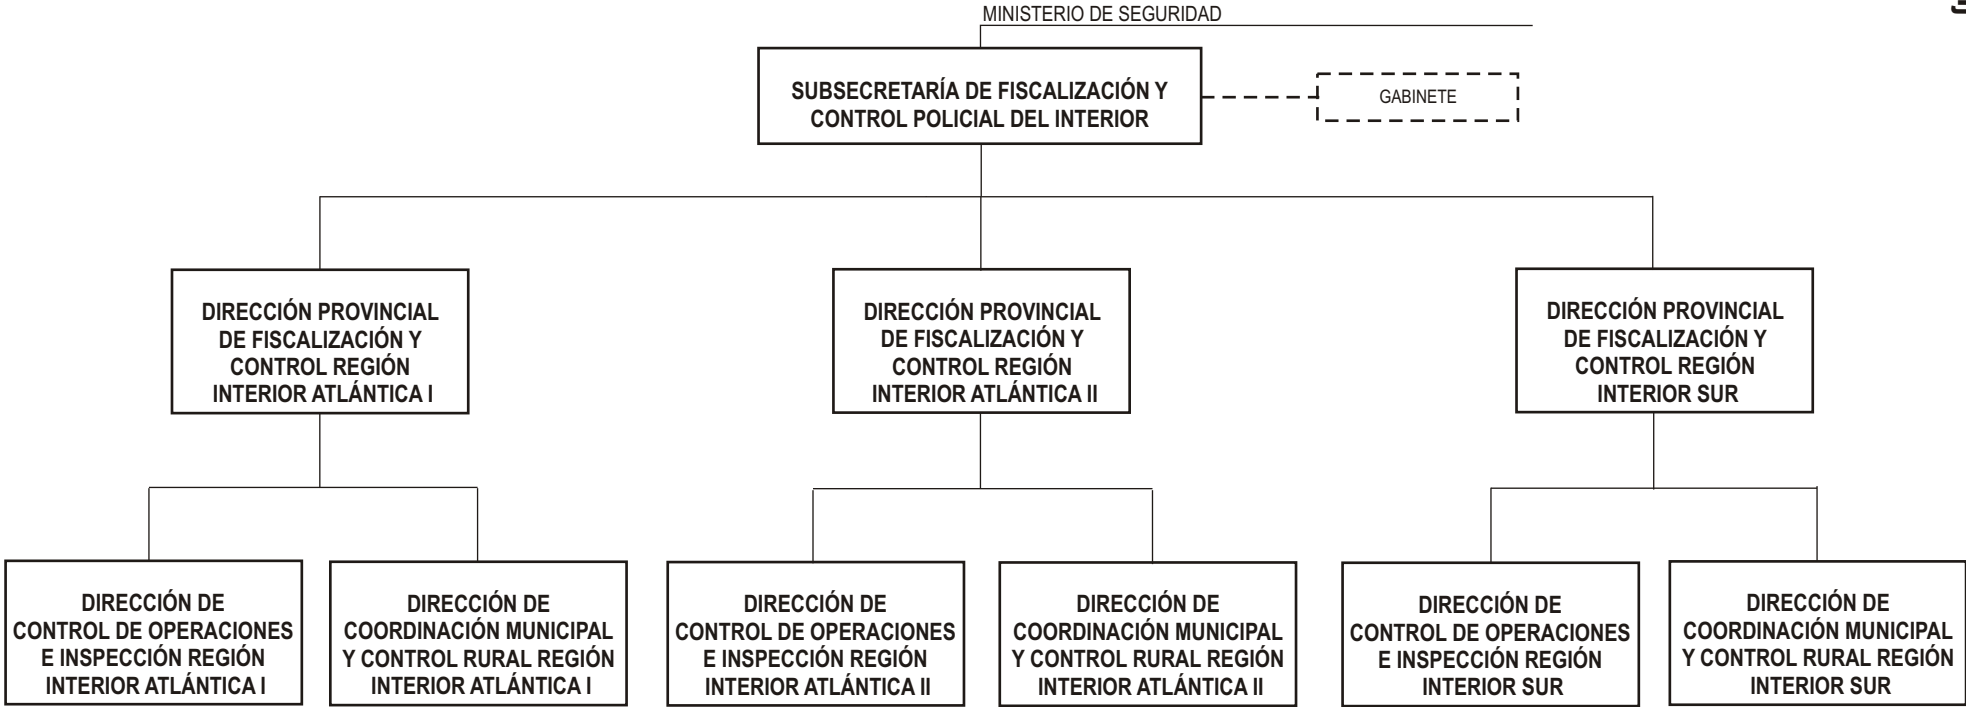 MINISTERIO DE SEGURIDAD
SUBSECRETARÍA DE FISCALIZACIÓN Y
CONTROL POLICIAL DEL INTERIOR
GABINETE
DIRECCIÓN PROVINCIAL
DE FISCALIZACIÓN Y
CONTROL REGIÓN
INTERIOR ATLÁNTICA I
DIRECCIÓN PROVINCIAL
DE FISCALIZACIÓN Y
CONTROL REGIÓN
INTERIOR ATLÁNTICA II
DIRECCIÓN PROVINCIAL
DE FISCALIZACIÓN Y
CONTROL REGIÓN
INTERIOR SUR
DIRECCIÓN DE
CONTROL DE OPERACIONES
E INSPECCIÓN REGIÓN
INTERIOR ATLÁNTICA I
DIRECCIÓN DE
COORDINACIÓN MUNICIPAL
Y CONTROL RURAL REGIÓN
INTERIOR ATLÁNTICA I
DIRECCIÓN DE
CONTROL DE OPERACIONES
E INSPECCIÓN REGIÓN
INTERIOR ATLÁNTICA II
DIRECCIÓN DE
COORDINACIÓN MUNICIPAL
Y CONTROL RURAL REGIÓN
INTERIOR ATLÁNTICA II
DIRECCIÓN DE
CONTROL DE OPERACIONES
E INSPECCIÓN REGIÓN
INTERIOR SUR
DIRECCIÓN DE
COORDINACIÓN MUNICIPAL
Y CONTROL RURAL REGIÓN
INTERIOR SUR